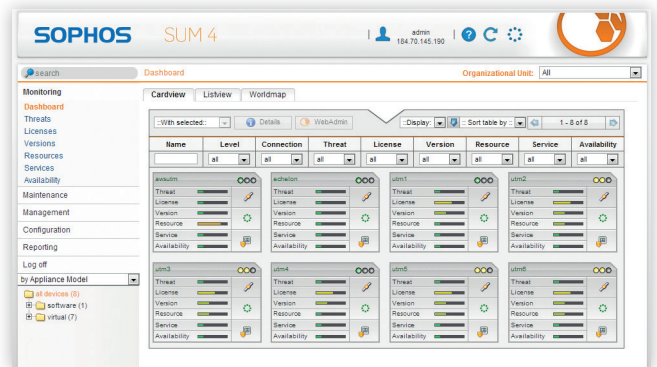 SOPHOS SUM 4
admin
184.70.145.190
search Dashboard Organizational Unit: All
Monitoring
Dashboard
Threats
Licenses
Versions
Resources
Services
Availability
Maintenance
Management
Configuration
Reporting
Log off
by Appliance Model
all devices (8)
software (1)
virtual (7)
Cardview Listview Worldmap
::With selected:: Details WebAdmin ::Display: :: Sort table by :: 1 - 8 of 8
Name Level Connection Threat License Version Resource Service Availability
all all all all all all all all
awsutm echelon utm1 utm2
Threat Threat Threat Threat
License License License License
Version Version Version Version
Resource Resource Resource Resource
Service Service Service Service
Availability Availability Availability Availability
utm3 utm4 utm5 utm6
Threat Threat Threat Threat
License License License License
Version Version Version Version
Resource Resource Resource Resource
Service Service Service Service
Availability Availability Availability Availability